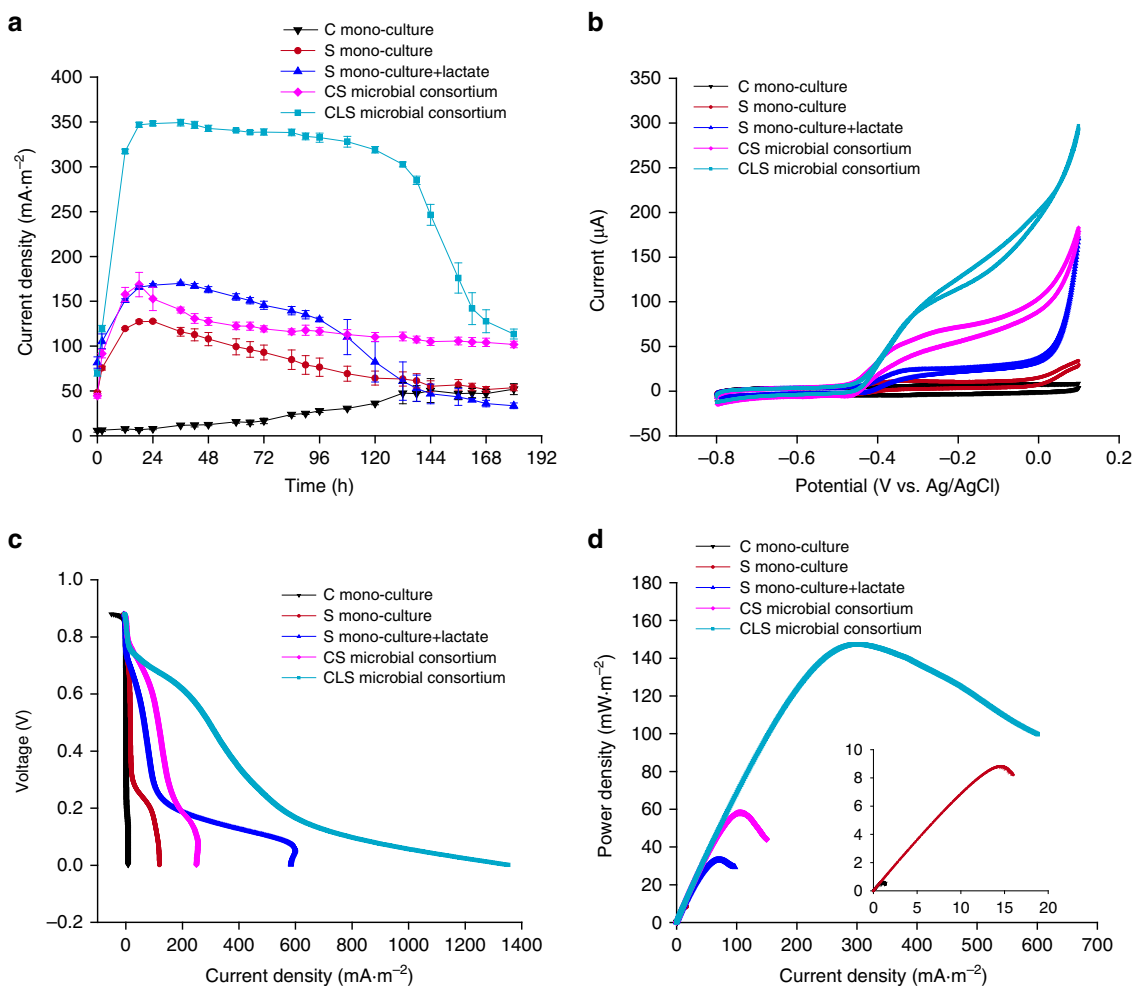 a
C mono-culture
S mono-culture
S mono-culture+lactate
CS microbial consortium
CLS microbial consortium
Current density (mA·m−2)
400
350
300
250
200
150
100
50
0
0 24 48 72 96 120 144 168 192
Time (h)
b
C mono-culture
S mono-culture
S mono-culture+lactate
CS microbial consortium
CLS microbial consortium
Current (µA)
350
300
250
200
150
100
50
0
−50
−0.8 −0.6 −0.4 −0.2 0.0 0.2
Potential (V vs. Ag/AgCl)
c
C mono-culture
S mono-culture
S mono-culture+lactate
CS microbial consortium
CLS microbial consortium
Voltage (V)
1.0
0.8
0.6
0.4
0.2
0.0
−0.2
0 200 400 600 800 1000 1200 1400
Current density (mA·m−2)
d
C mono-culture
S mono-culture
S mono-culture+lactate
CS microbial consortium
CLS microbial consortium
Power density (mW·m−2)
180
160
140
120
100
80
60
40
20
0
0 100 200 300 400 500 600 700
10
8
6
4
2
0
0 5 10 15 20
Current density (mA·m−2)